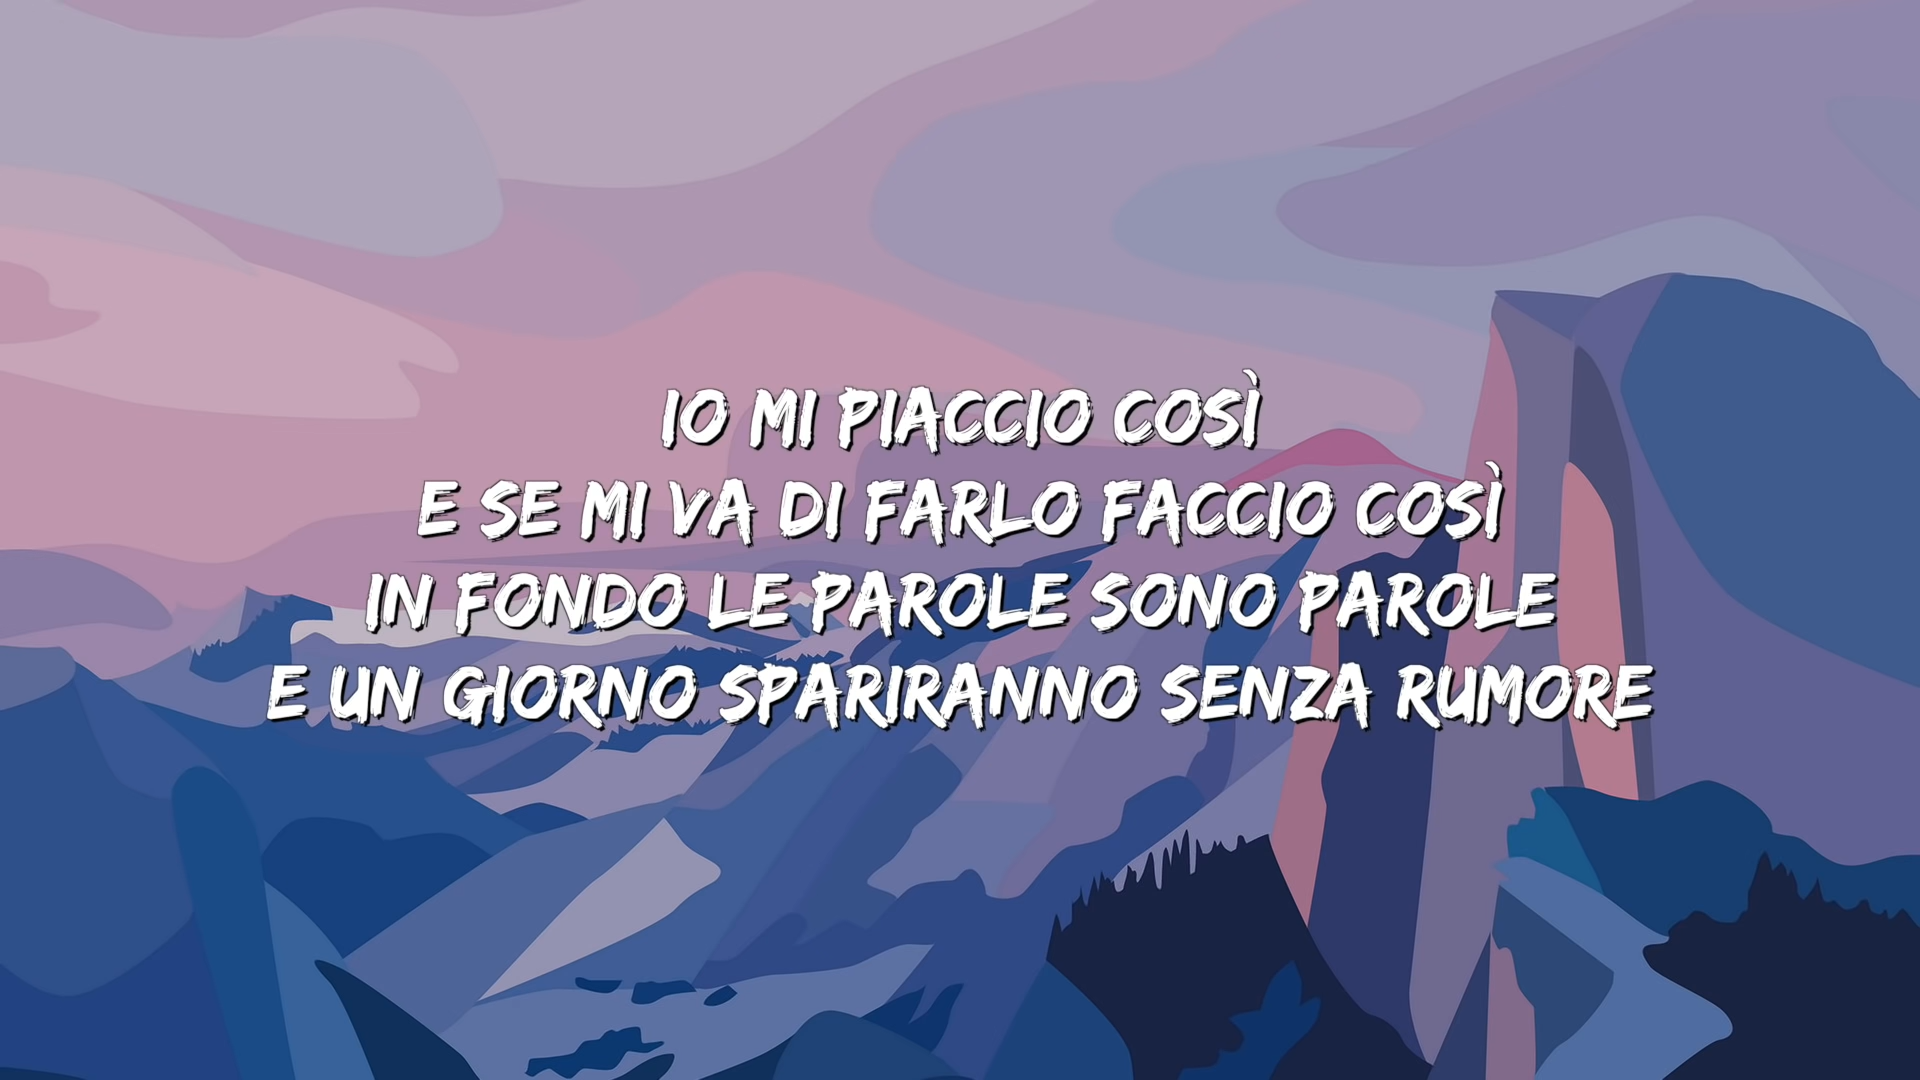 IO MI PIACCIO COSÌ
E SE MI VA DI FARLO FACCIO COSÌ
IN FONDO LE PAROLE SONO PAROLE
E UN GIORNO SPARIRANNO SENZA RUMORE